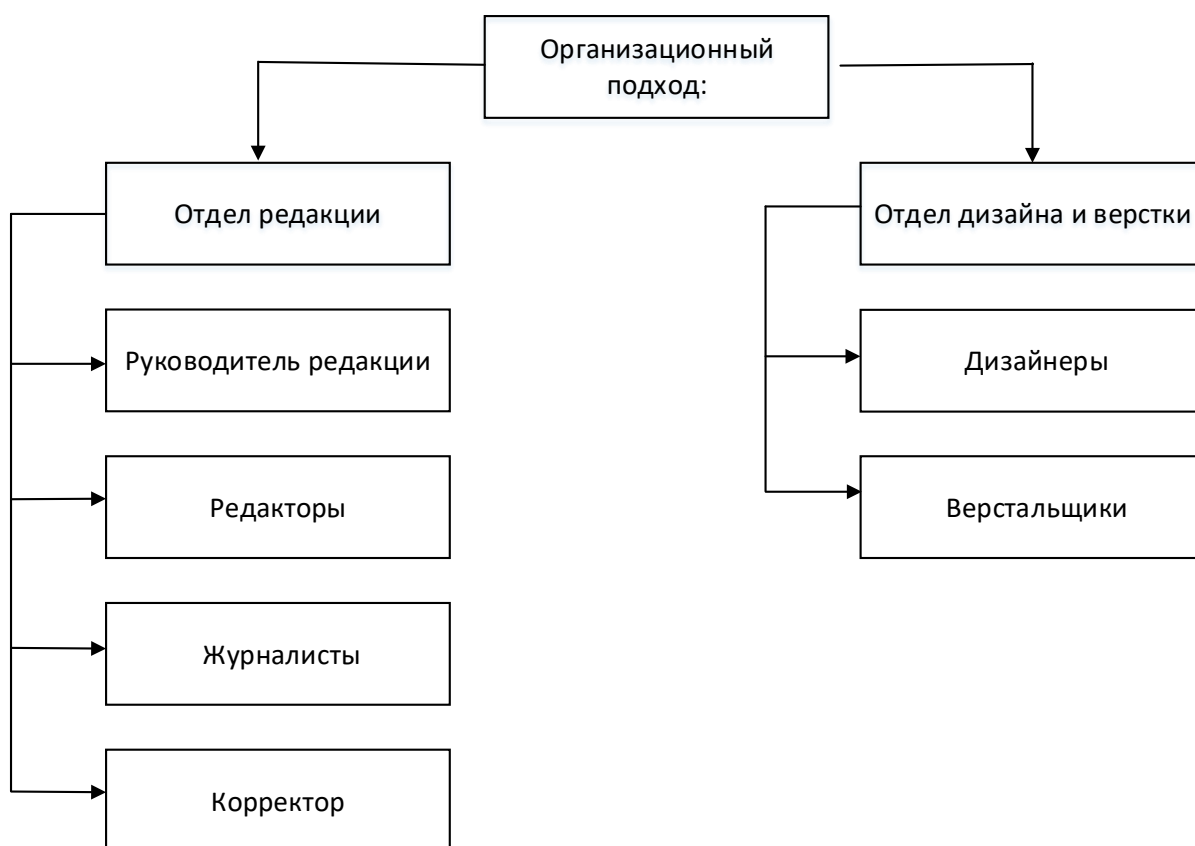 Организационный
подход:
Отдел редакции
Отдел дизайна и верстки
Руководитель редакции
Дизайнеры
Редакторы
Верстальщики
Журналисты
Корректор